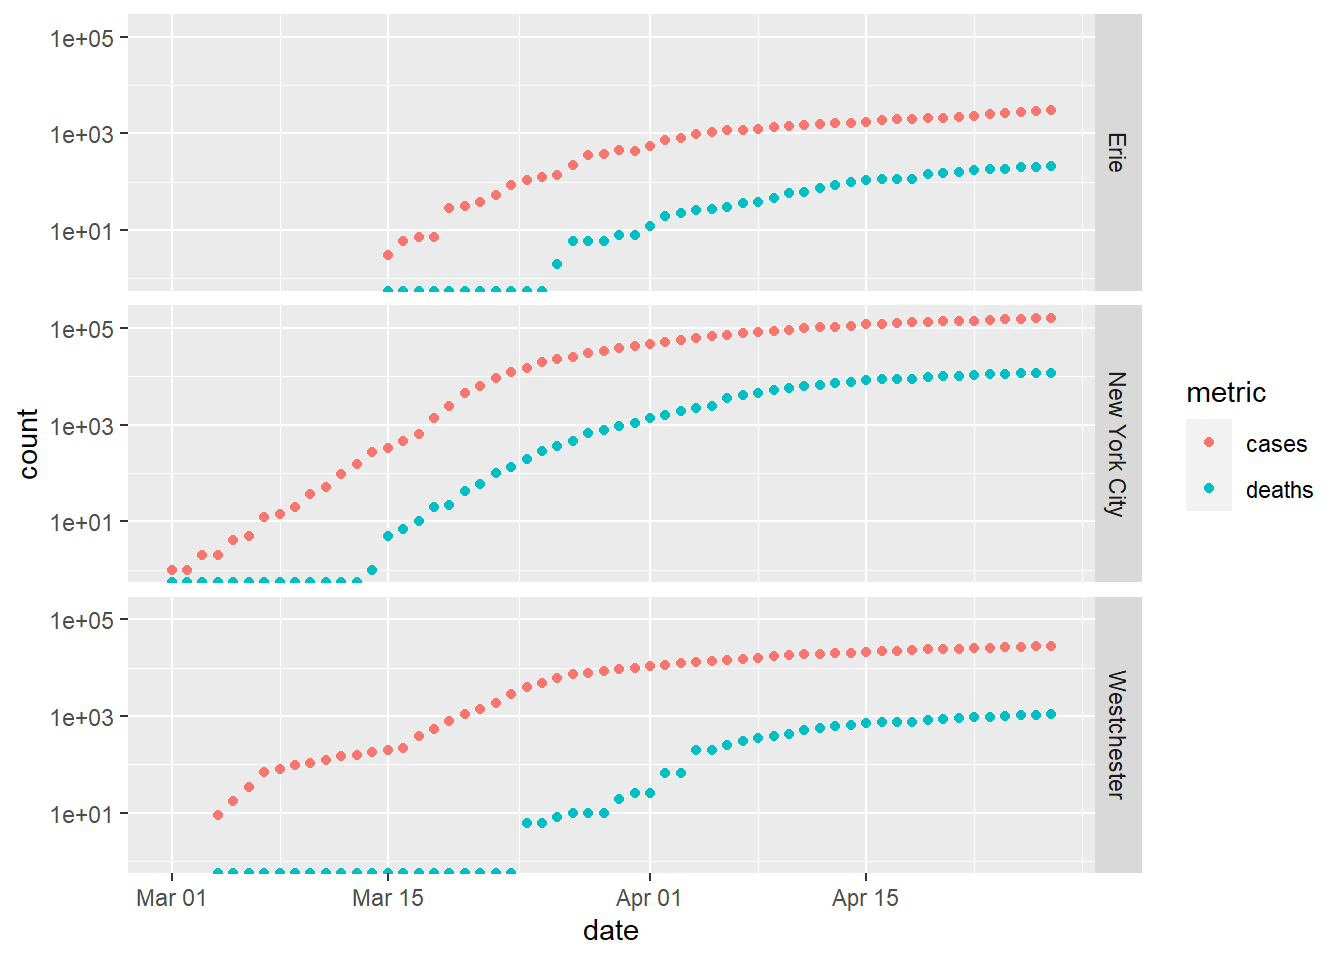 1e+05
1e+03
1e+01
Erie
1e+05
1e+03
1e+01
New York City
1e+05
1e+03
1e+01
Westchester
Mar 01
Mar 15
Apr 01
Apr 15
date
count
metric
cases
deaths